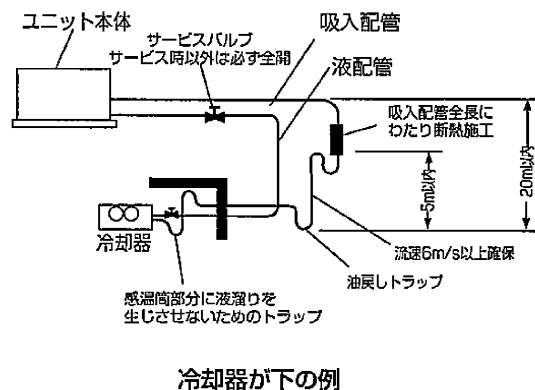 ユニット本体
サービスバルブ
サービス時以外は必ず全開
吸入配管
液配管
吸入配管全長に
わたり断熱施工
5m以内
20m以内
冷却器
流速6m/s以上確保
油戻しトラップ
感温筒部分に液溜りを
生じさせないためのトラップ
冷却器が下の例